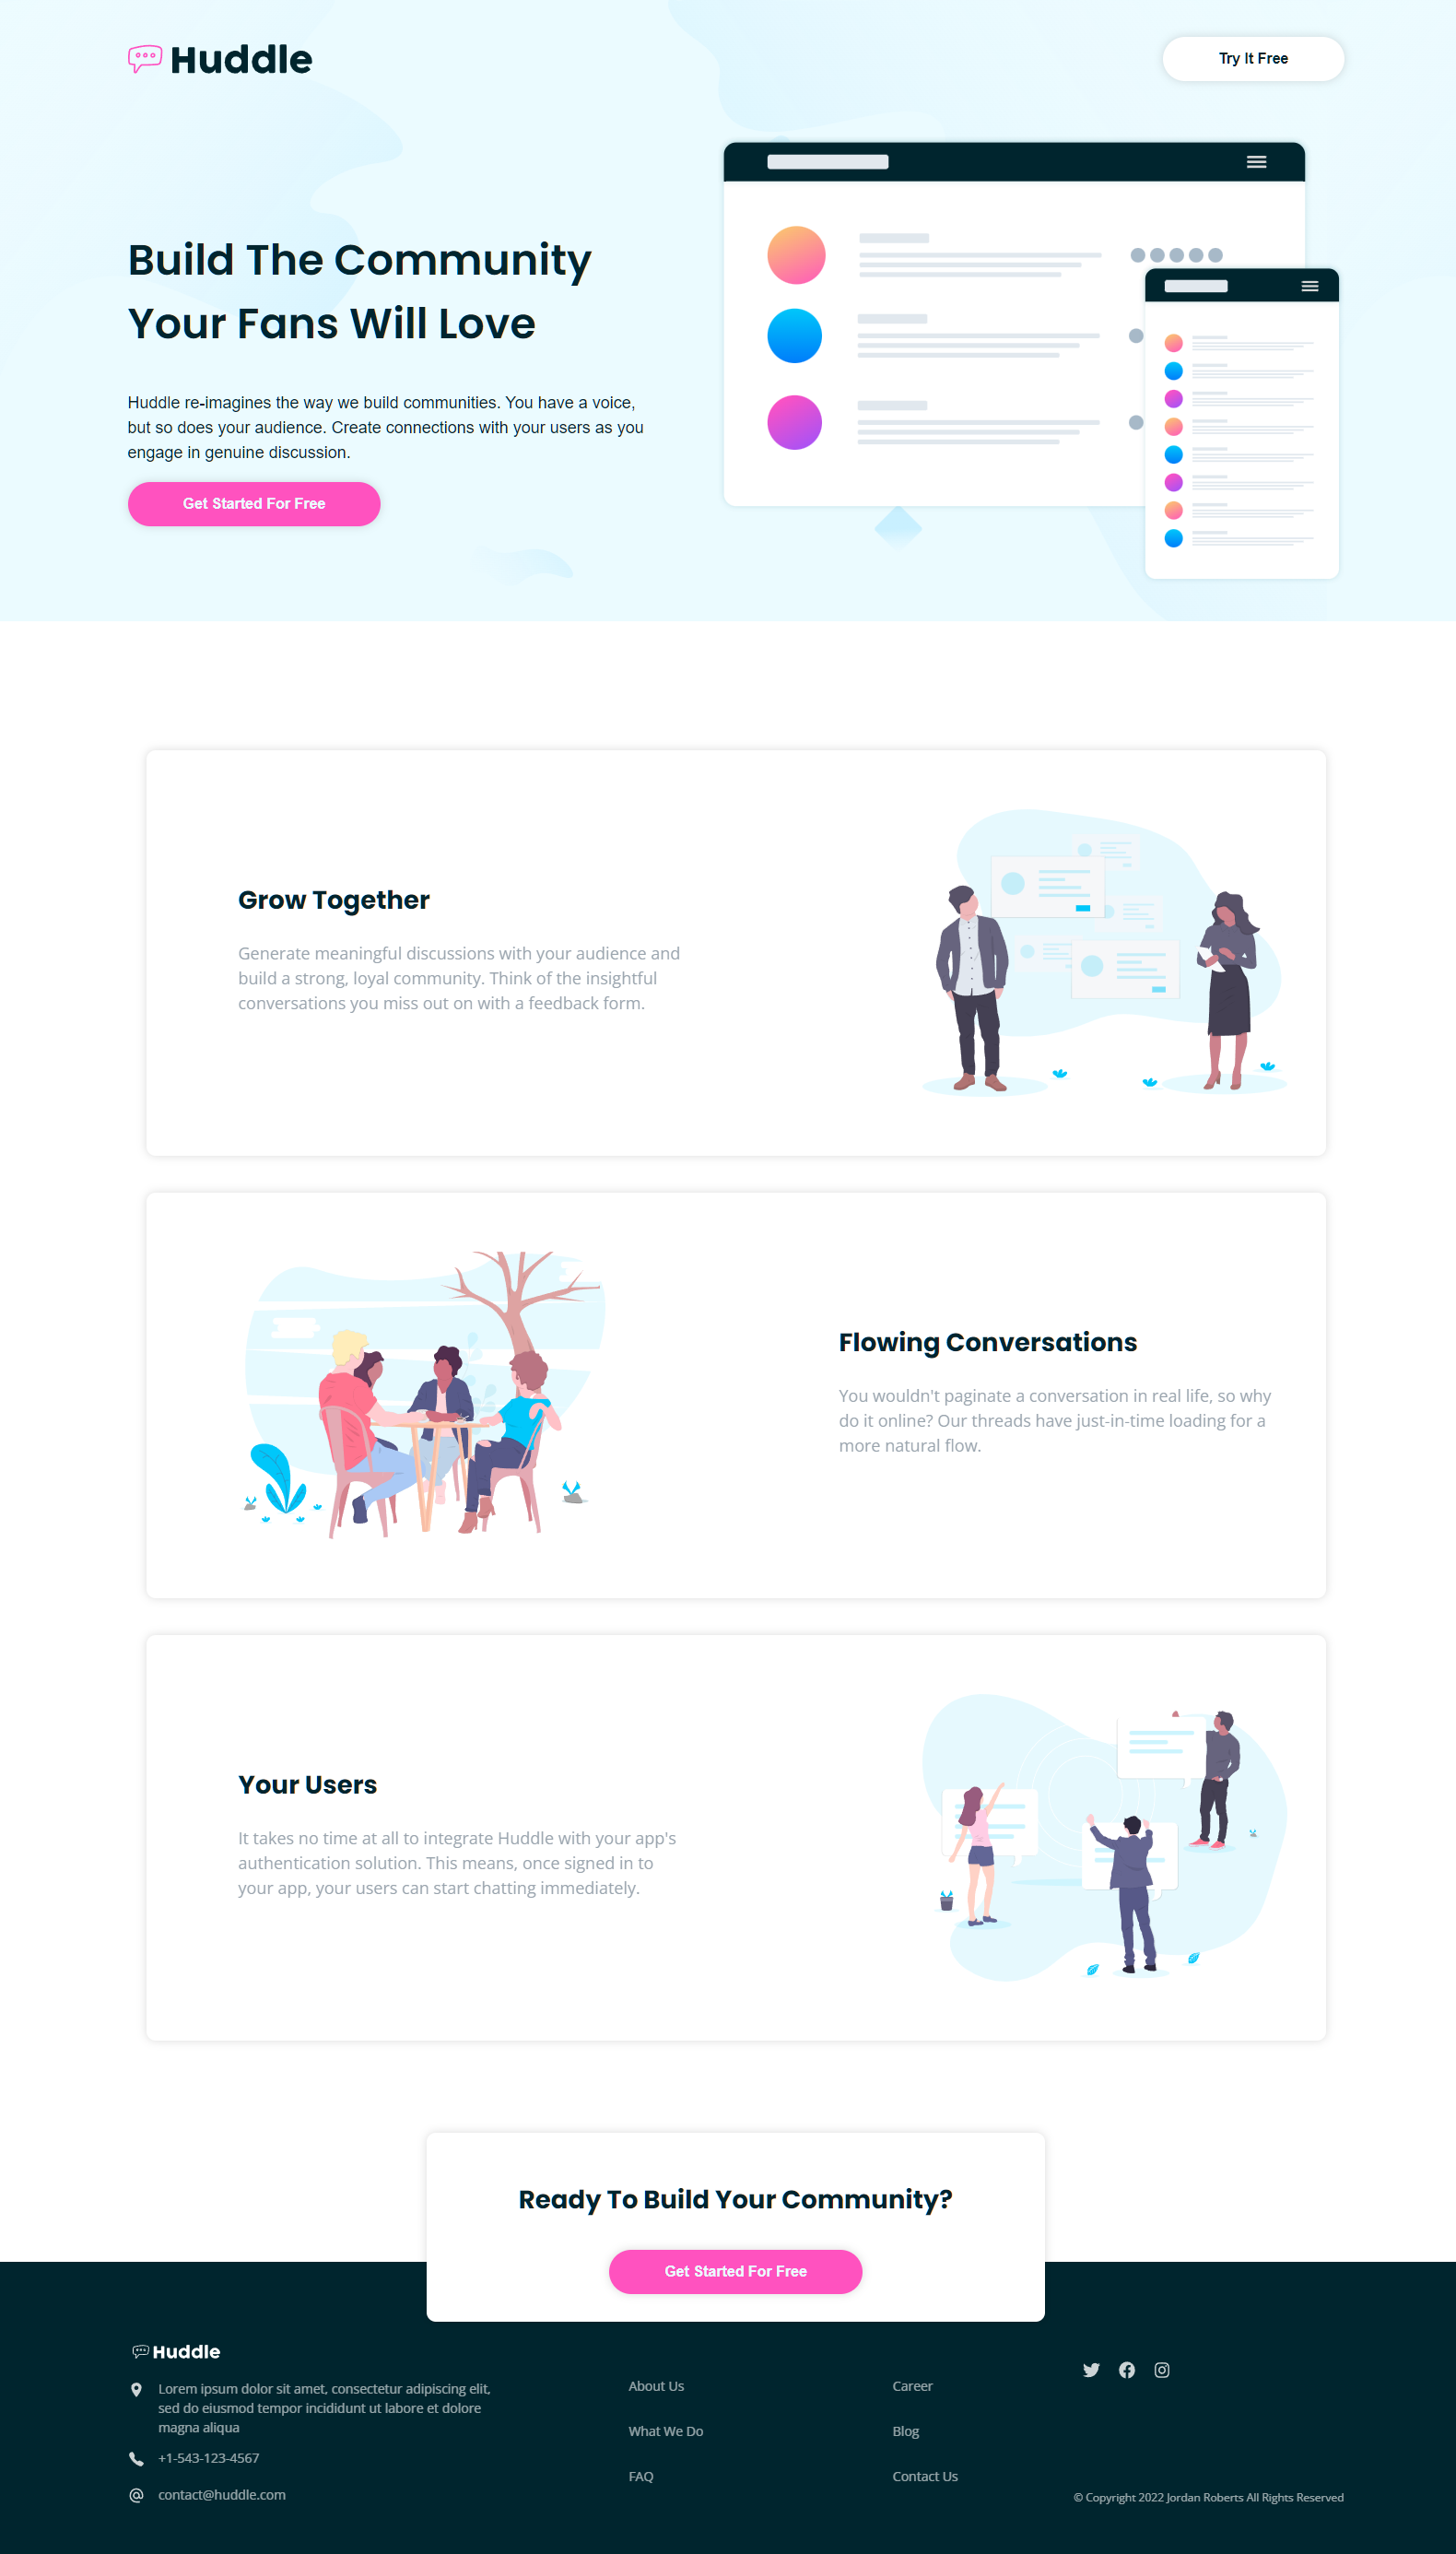 Huddle
Try It Free
Build The Community
Your Fans Will Love
Huddle re-imagines the way we build communities. You have a voice,
but so does your audience. Create connections with your users as you
engage in genuine discussion.
Get Started For Free
Grow Together
Generate meaningful discussions with your audience and
build a strong, loyal community. Think of the insightful
conversations you miss out on with a feedback form.
Flowing Conversations
You wouldn't paginate a conversation in real life, so why
do it online? Our threads have just-in-time loading for a
more natural flow.
Your Users
It takes no time at all to integrate Huddle with your app's
authentication solution. This means, once signed in to
your app, your users can start chatting immediately.
Ready To Build Your Community?
Get Started For Free
Huddle
Lorem ipsum dolor sit amet, consectetur adipiscing elit,
sed do eiusmod tempor incididunt ut labore et dolore
magna aliqua
+1-543-123-4567
contact@huddle.com
About Us
What We Do
FAQ
Career
Blog
Contact Us
© Copyright 2022 Jordan Roberts All Rights Reserved